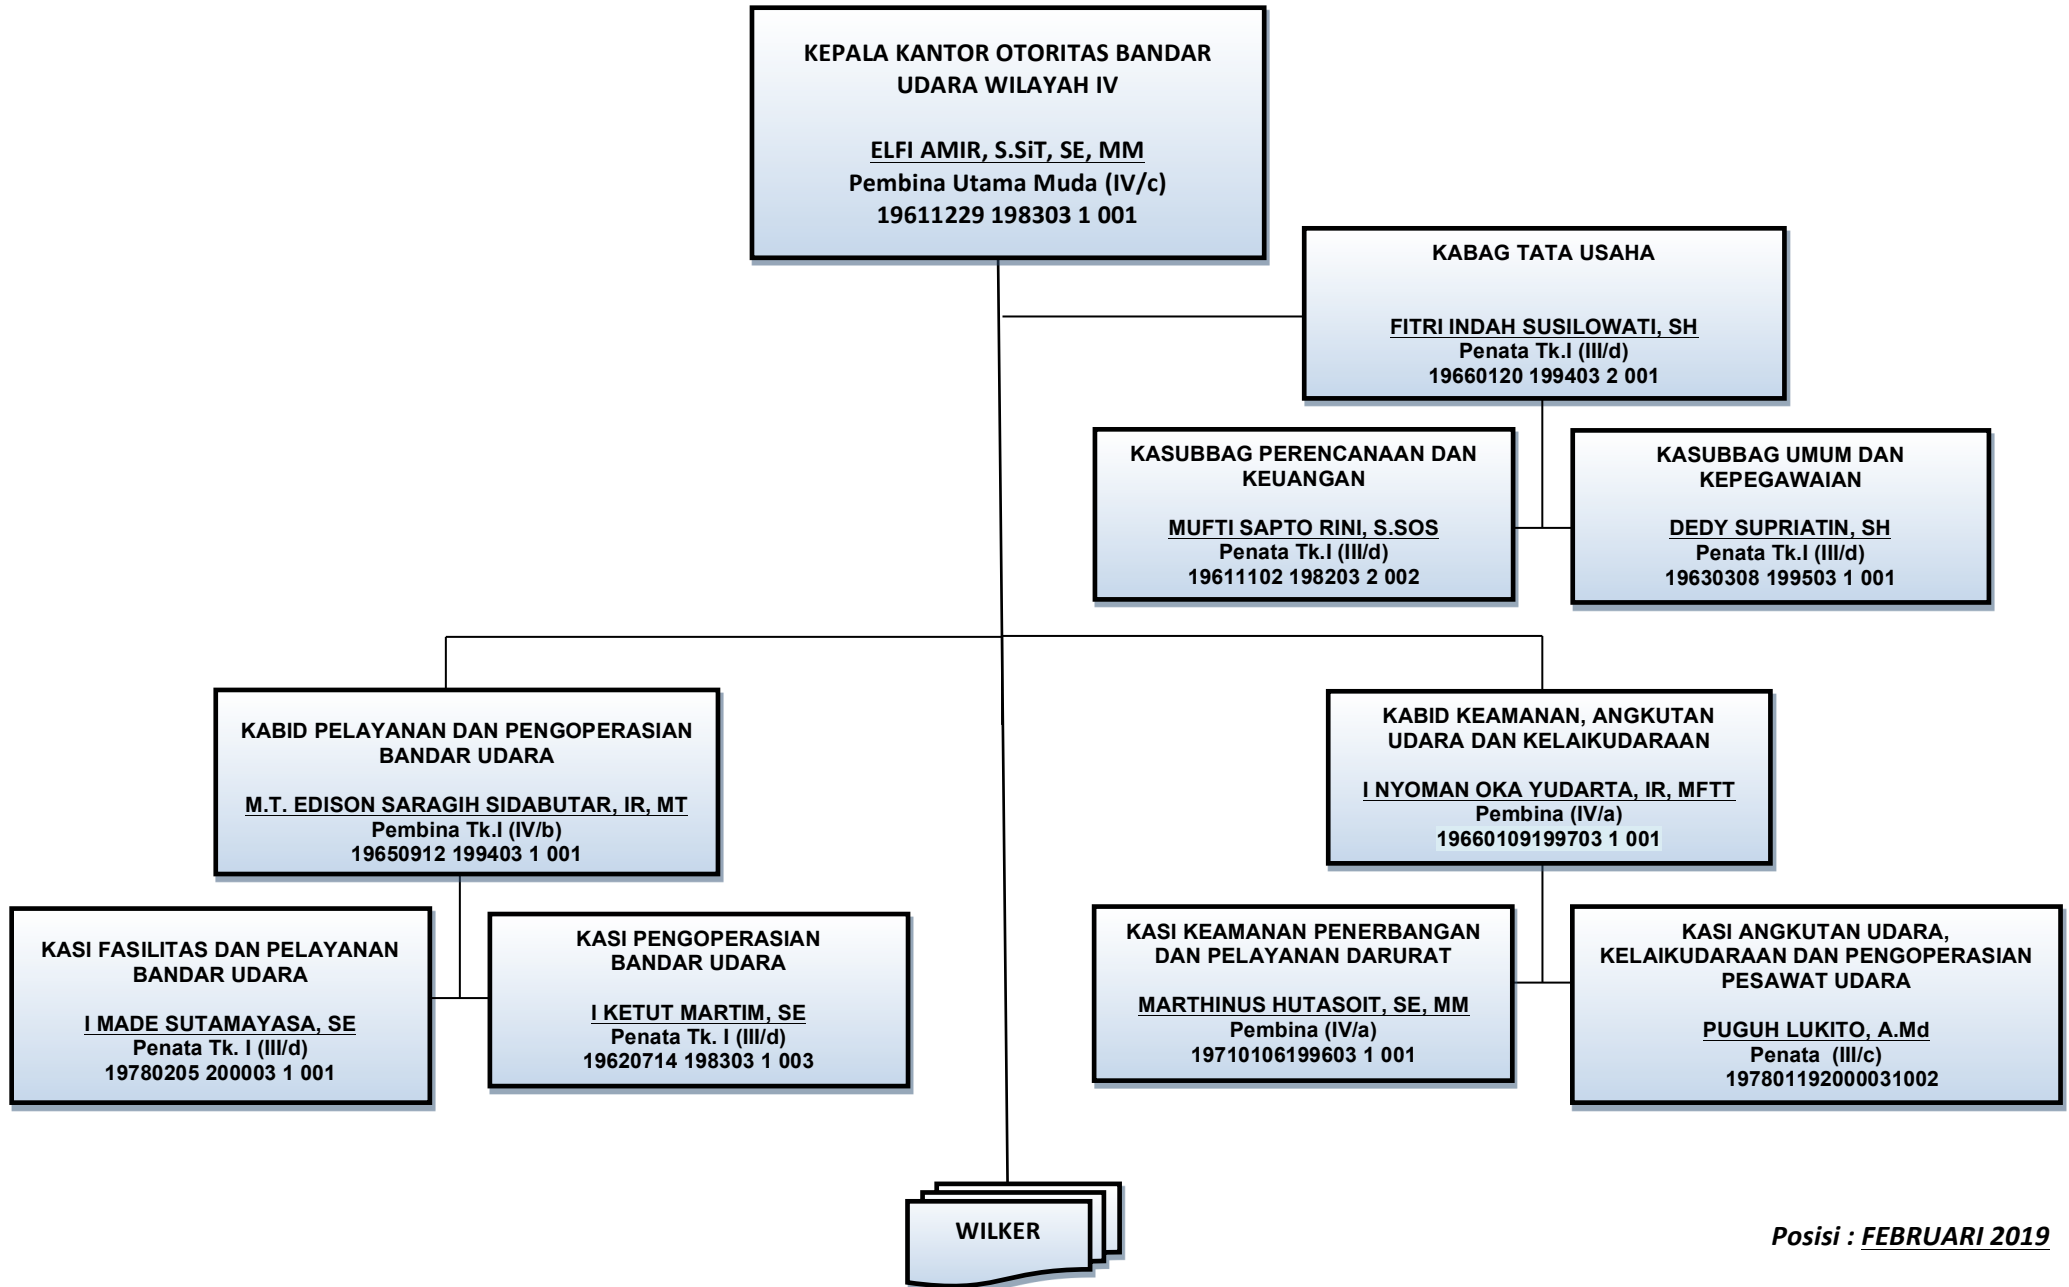 KEPALA KANTOR OTORITAS BANDAR
UDARA WILAYAH IV
ELFI AMIR, S.SiT, SE, MM
Pembina Utama Muda (IV/c)
19611229 198303 1 001
KABAG TATA USAHA
FITRI INDAH SUSILOWATI, SH
Penata Tk.I (III/d)
19660120 199403 2 001
KASUBBAG PERENCANAAN DAN
KEUANGAN
MUFTI SAPTO RINI, S.SOS
Penata Tk.I (III/d)
19611102 198203 2 002
KASUBBAG UMUM DAN
KEPEGAWAIAN
DEDY SUPRIATIN, SH
Penata Tk.I (III/d)
19630308 199503 1 001
KABID PELAYANAN DAN PENGOPERASIAN
BANDAR UDARA
M.T. EDISON SARAGIH SIDABUTAR, IR, MT
Pembina Tk.I (IV/b)
19650912 199403 1 001
KABID KEAMANAN, ANGKUTAN
UDARA DAN KELAIKUDARAAN
I NYOMAN OKA YUDARTA, IR, MFTT
Pembina (IV/a)
19660109199703 1 001
KASI FASILITAS DAN PELAYANAN
BANDAR UDARA
I MADE SUTAMAYASA, SE
Penata Tk. I (III/d)
19780205 200003 1 001
KASI PENGOPERASIAN
BANDAR UDARA
I KETUT MARTIM, SE
Penata Tk. I (III/d)
19620714 198303 1 003
KASI KEAMANAN PENERBANGAN
DAN PELAYANAN DARURAT
MARTHINUS HUTASOIT, SE, MM
Pembina (IV/a)
19710106199603 1 001
KASI ANGKUTAN UDARA,
KELAIKUDARAAN DAN PENGOPERASIAN
PESAWAT UDARA
PUGUH LUKITO, A.Md
Penata (III/c)
197801192000031002
WILKER
Posisi : FEBRUARI 2019